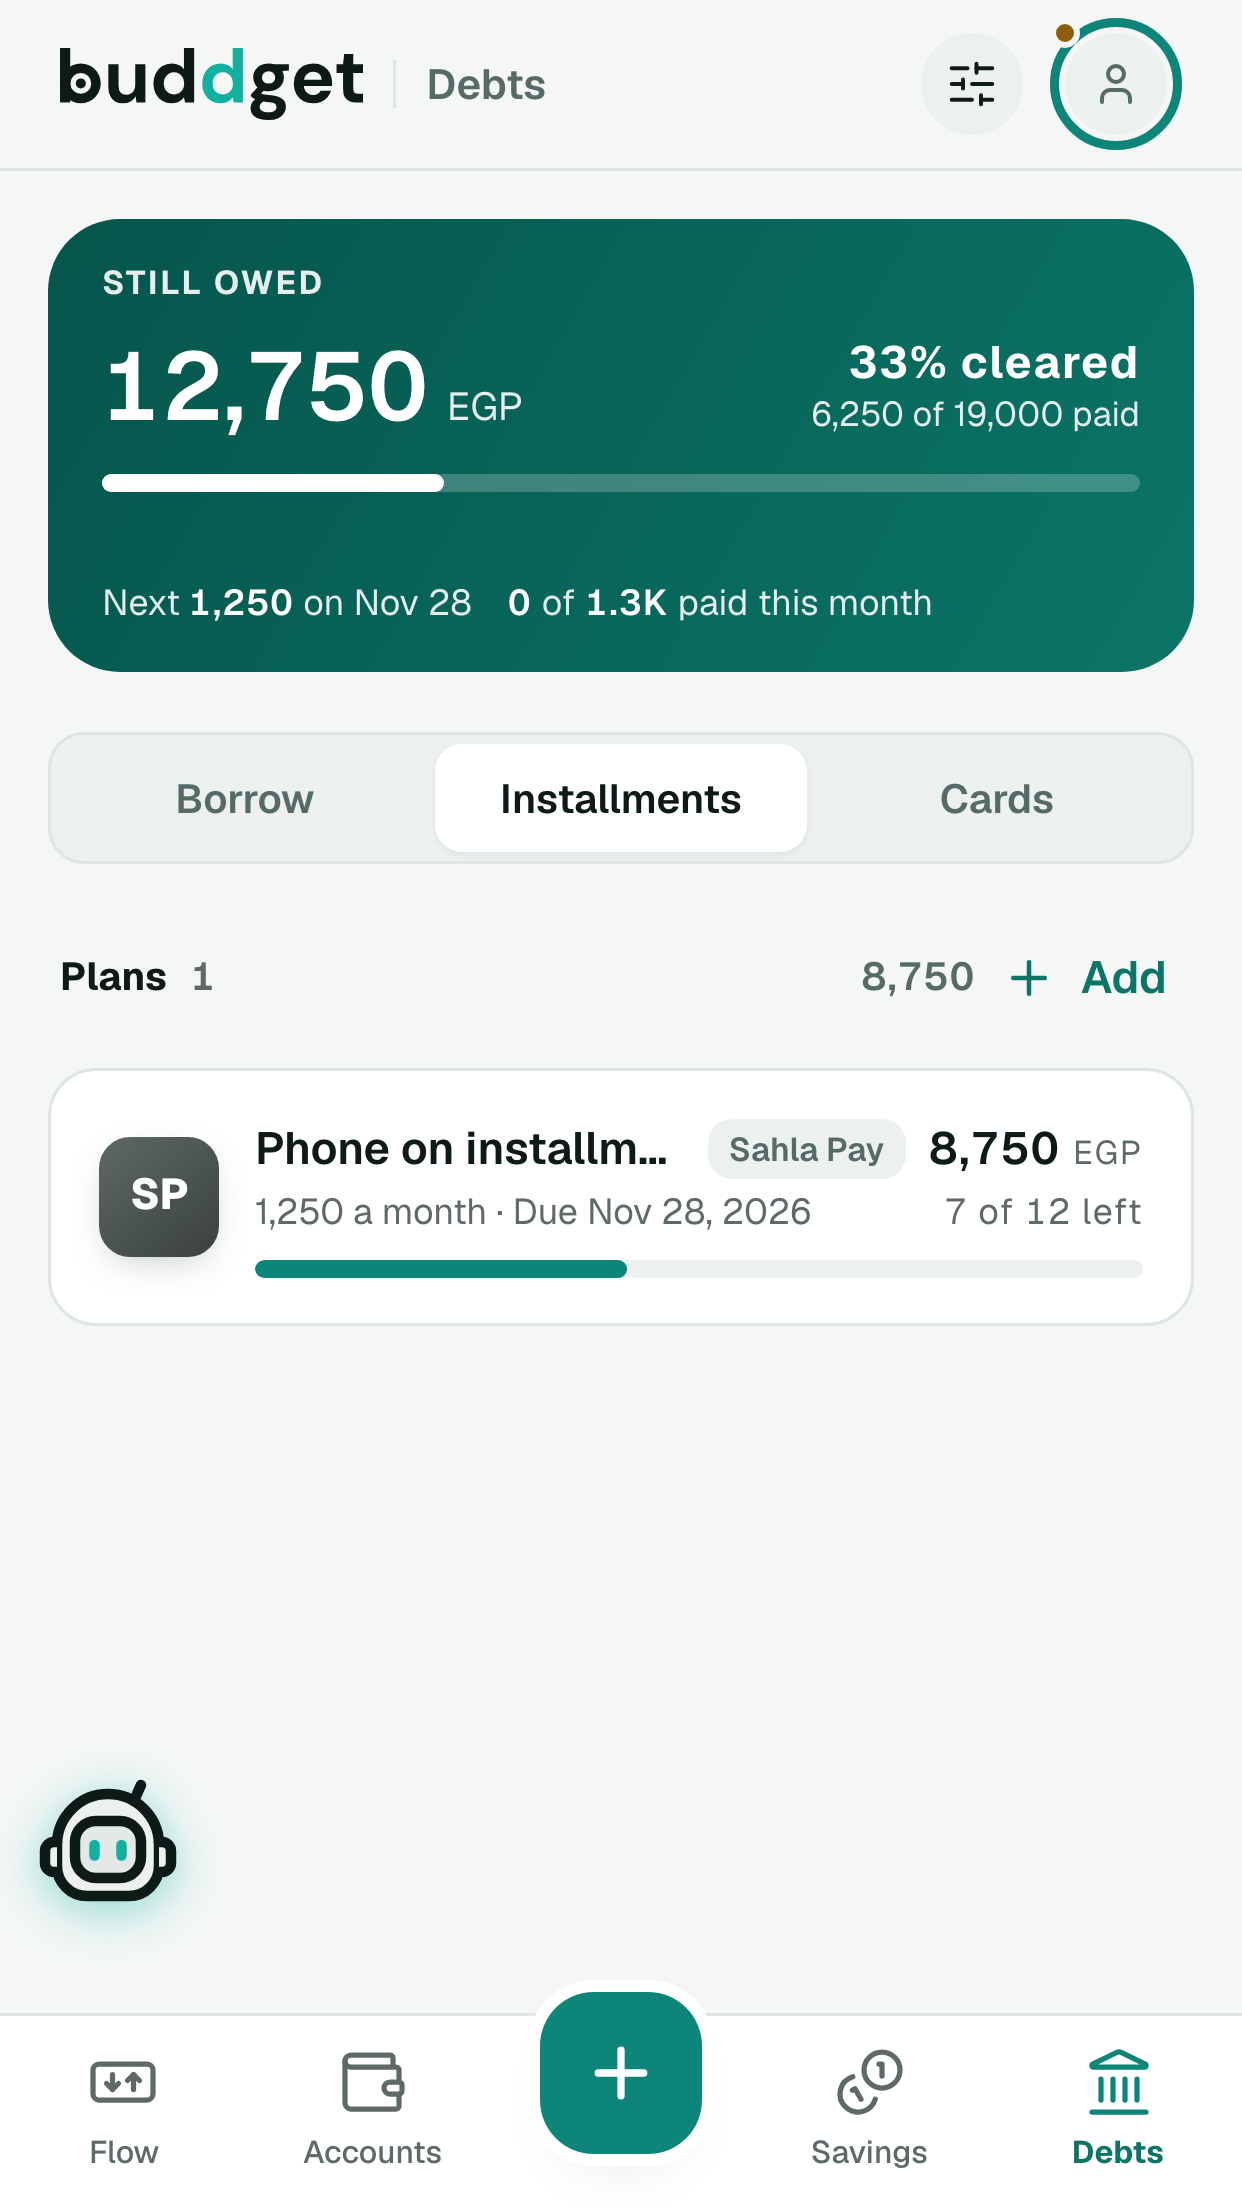 buddget
Debts
STILL OWED
12,750 EGP
33% cleared
6,250 of 19,000 paid
Next 1,250 on Nov 28 0 of 1.3K paid this month
Borrow Installments Cards
Plans 1 8,750 + Add
SP
Phone on installm... Sahla Pay 8,750 EGP
1,250 a month · Due Nov 28, 2026 7 of 12 left
Flow Accounts Savings Debts